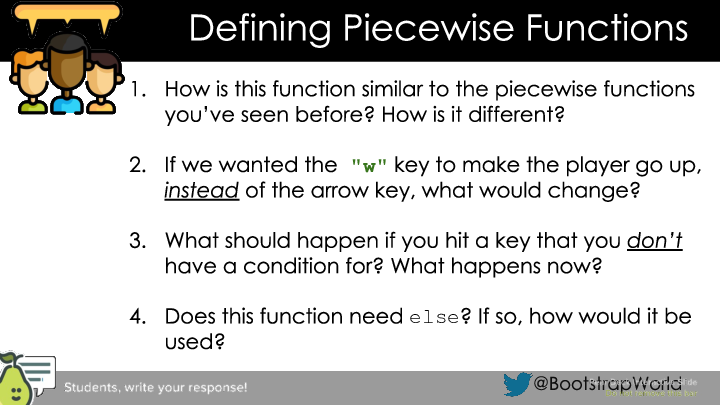 Defining Piecewise Functions
1. How is this function similar to the piecewise functions
you've seen before? How is it different?
2. If we wanted the "w" key to make the player go up,
instead of the arrow key, what would change?
3. What should happen if you hit a key that you don't
have a condition for? What happens now?
4. Does this function need else? If so, how would it be
used?
Students, write your response!
@BootstrapWorld